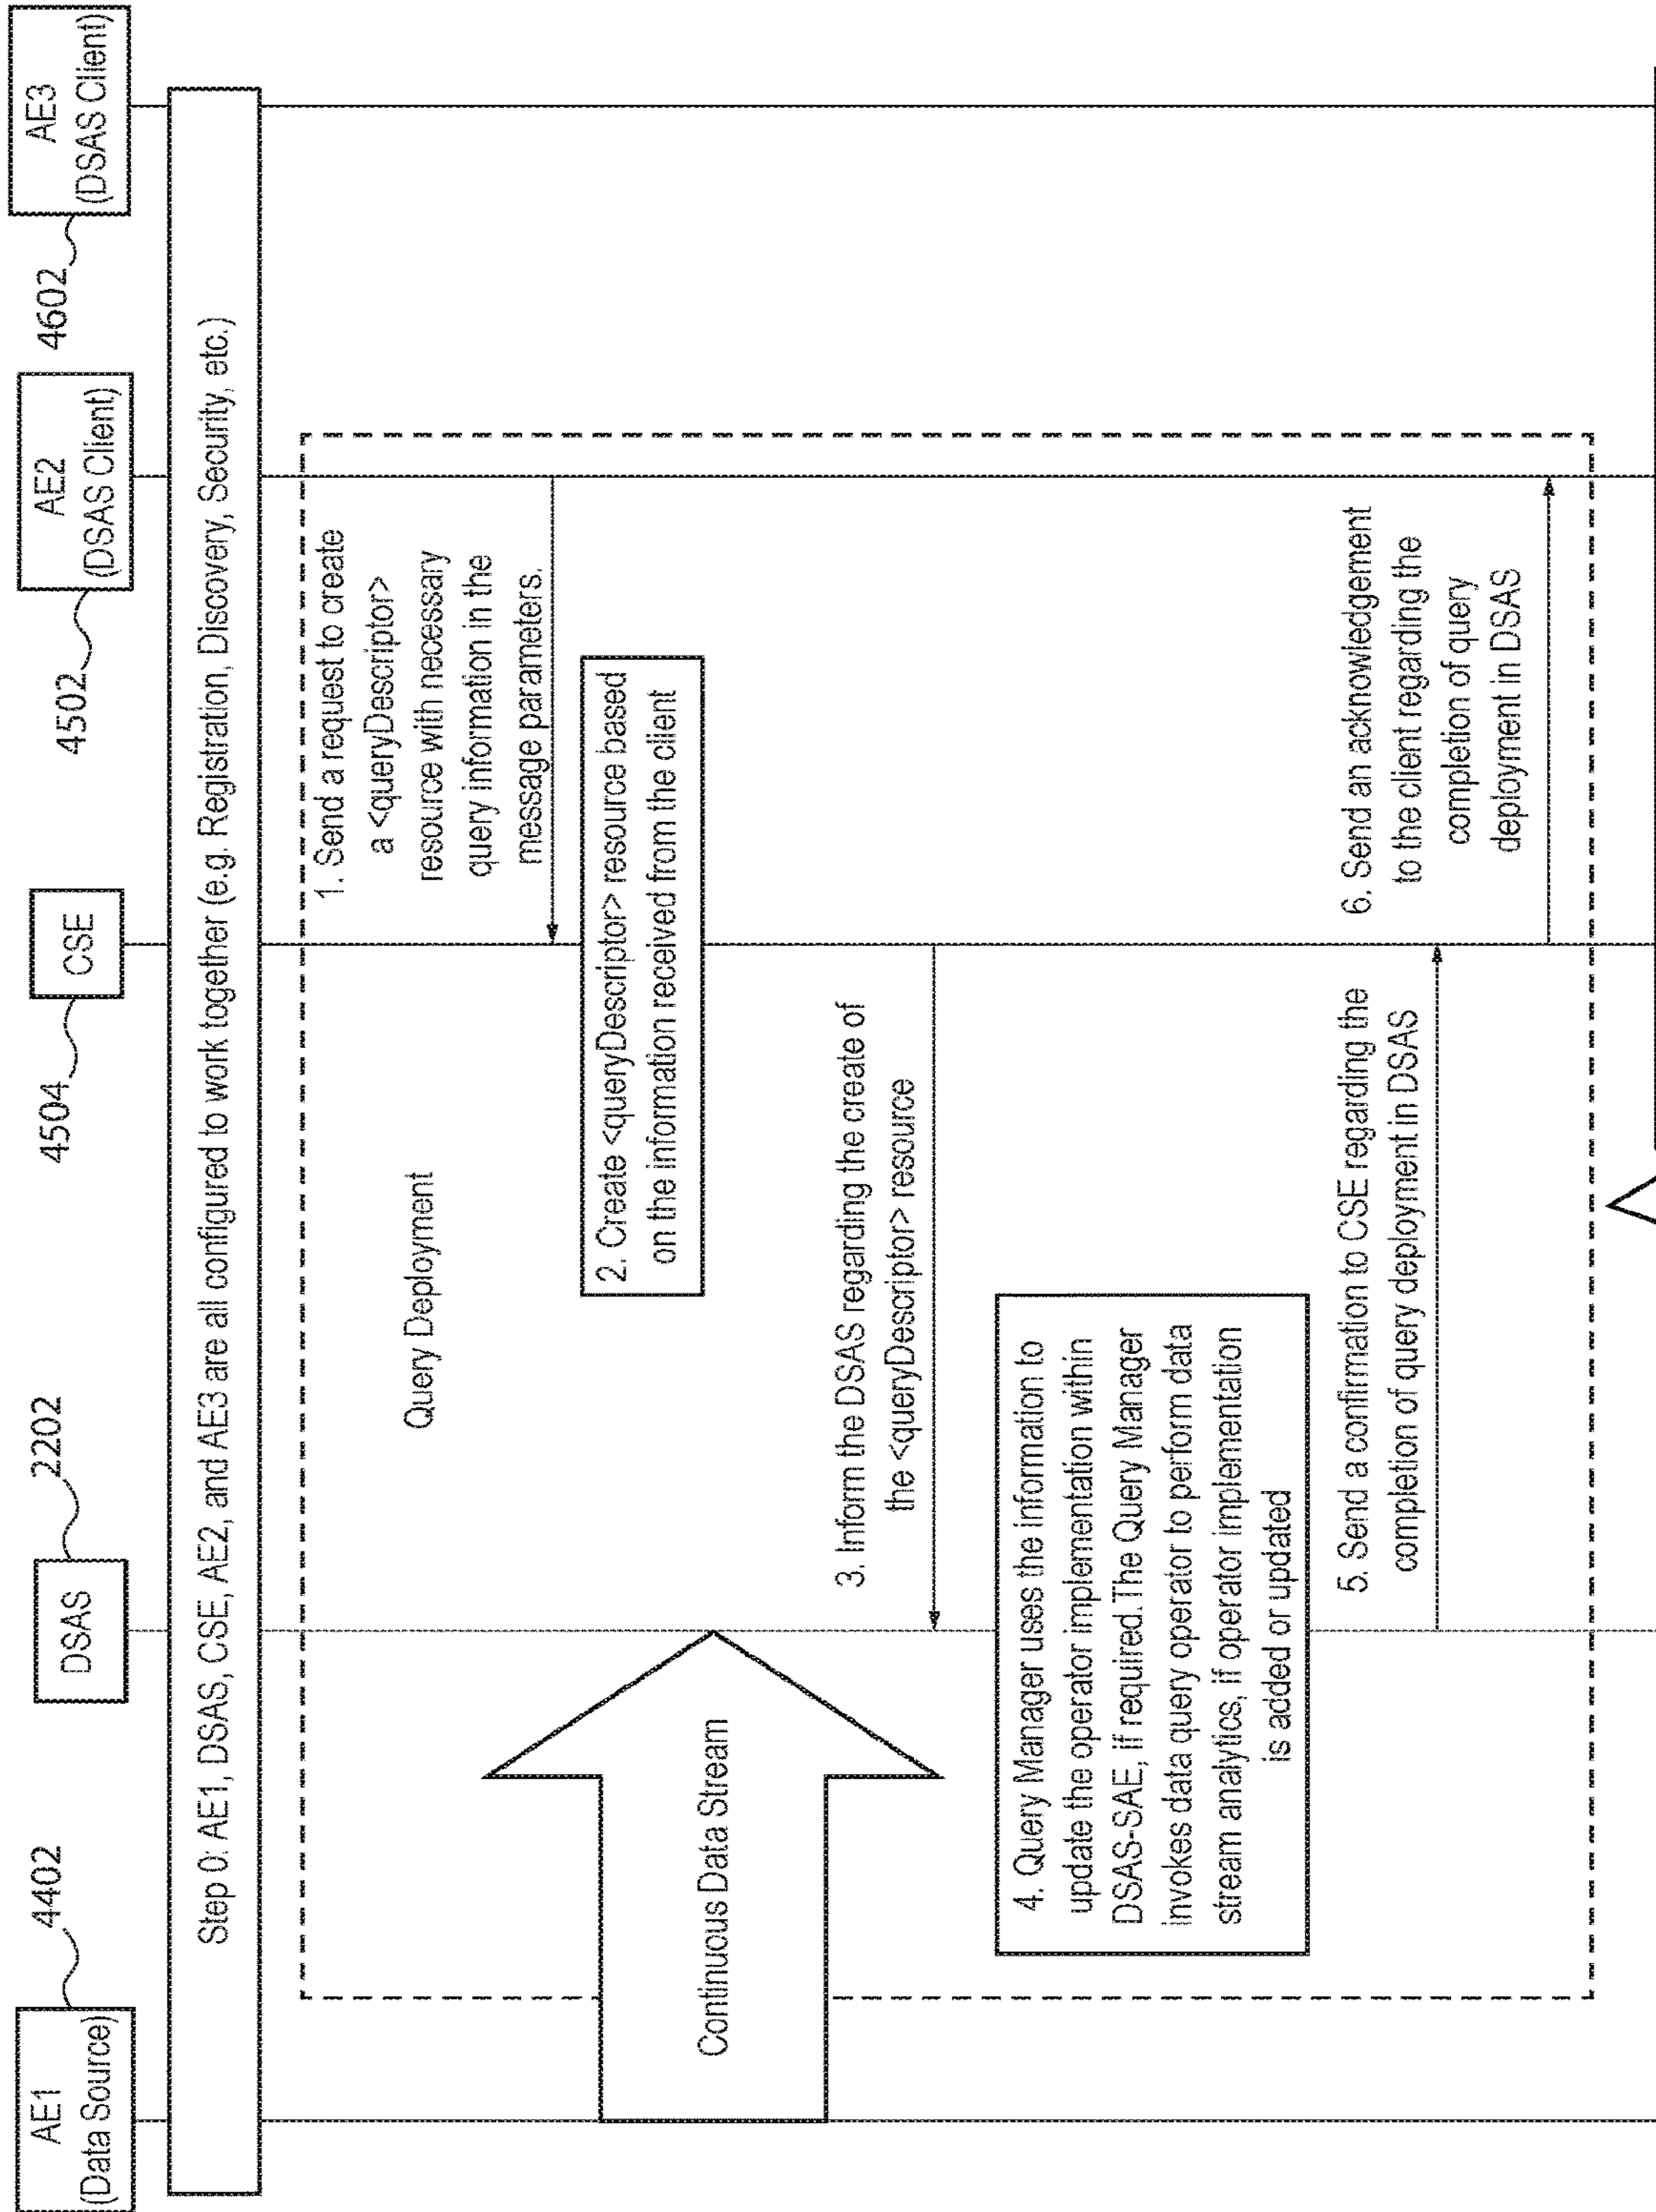 AE1
(Data Source)
4402
DSAS
2202
CSE
4504
AE2
(DSAS Client)
4502
AE3
(DSAS Client)
4602
Step 0: AE1, DSAS, CSE, AE2, and AE3 are all configured to work together (e.g. Registration, Discovery, Security, etc.)
Query Deployment
1. Send a request to create
a <queryDescriptor>
resource with necessary
query information in the
message parameters.
Continuous Data Stream
2. Create <queryDescriptor> resource based
on the information received from the client
3. Inform the DSAS regarding the create of
the <queryDescriptor> resource
4. Query Manager uses the information to
update the operator implementation within
DSAS-SAE, if required.The Query Manager
invokes data query operator to perform data
stream analytics, if operator implementation
is added or updated
5. Send a confirmation to CSE regarding the
completion of query deployment in DSAS
6. Send an acknowledgement
to the client regarding the
completion of query
deployment in DSAS